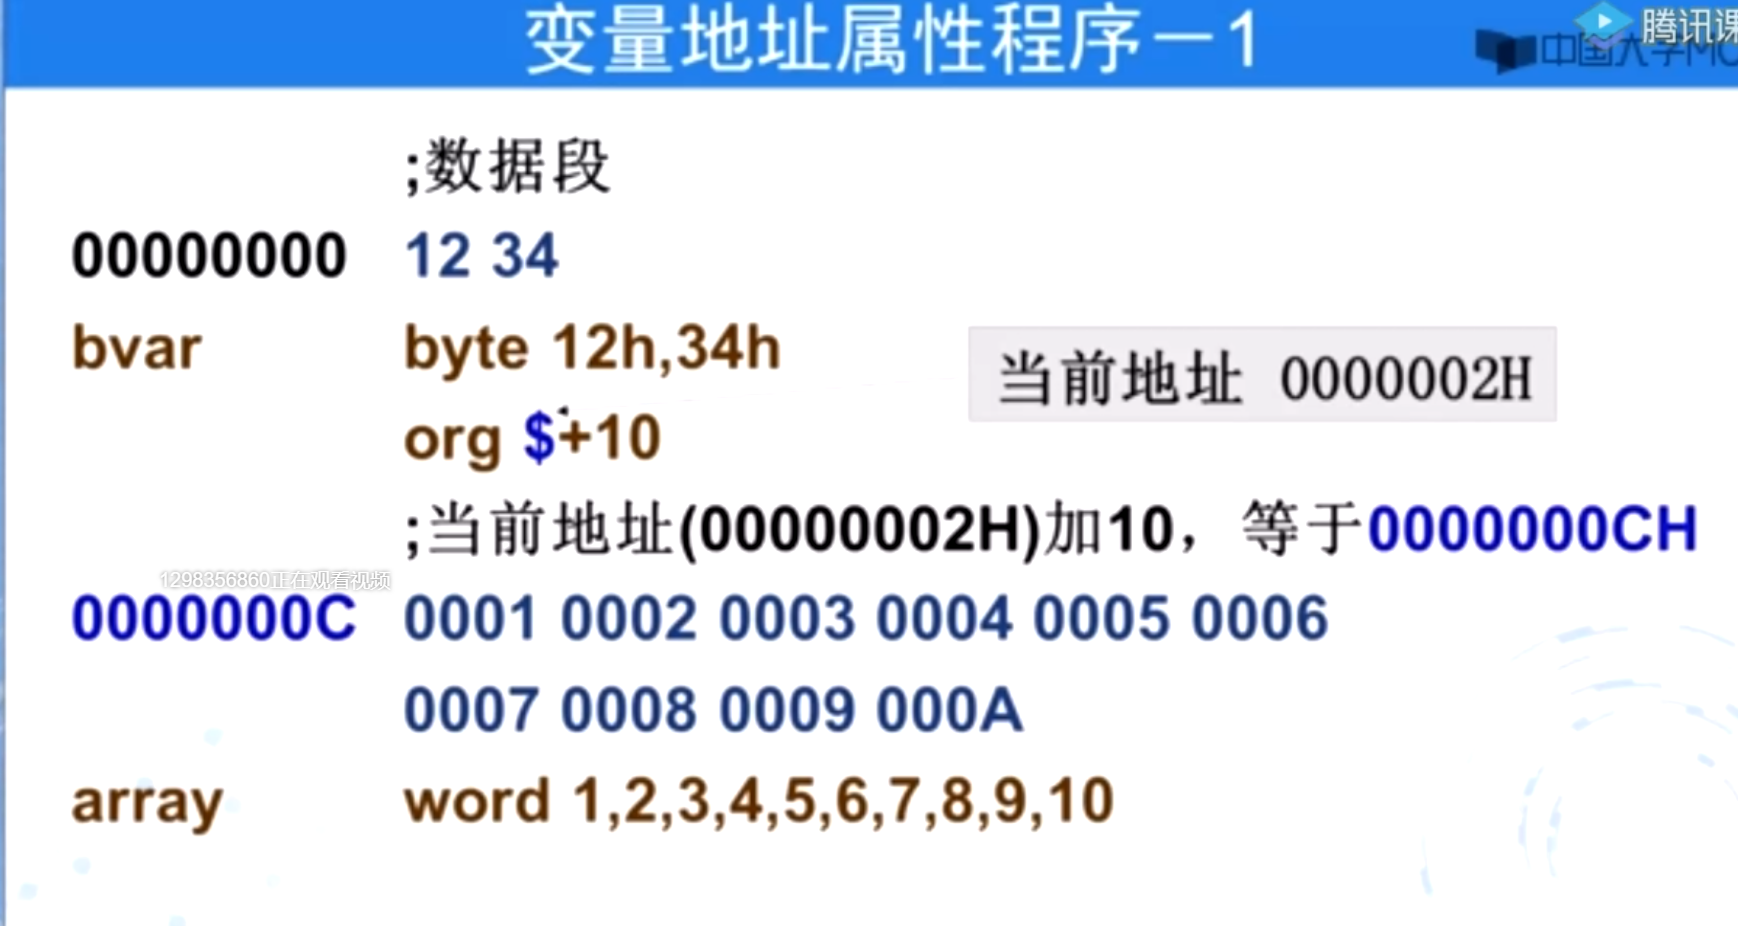 变量地址属性程序－1
腾讯课
中国大学MO
;数据段
00000000 12 34
bvar byte 12h,34h
当前地址 0000002H
org $+10
;当前地址(00000002H)加10，等于0000000CH
1298356860正在观看视频
0000000C 0001 0002 0003 0004 0005 0006
0007 0008 0009 000A
array word 1,2,3,4,5,6,7,8,9,10